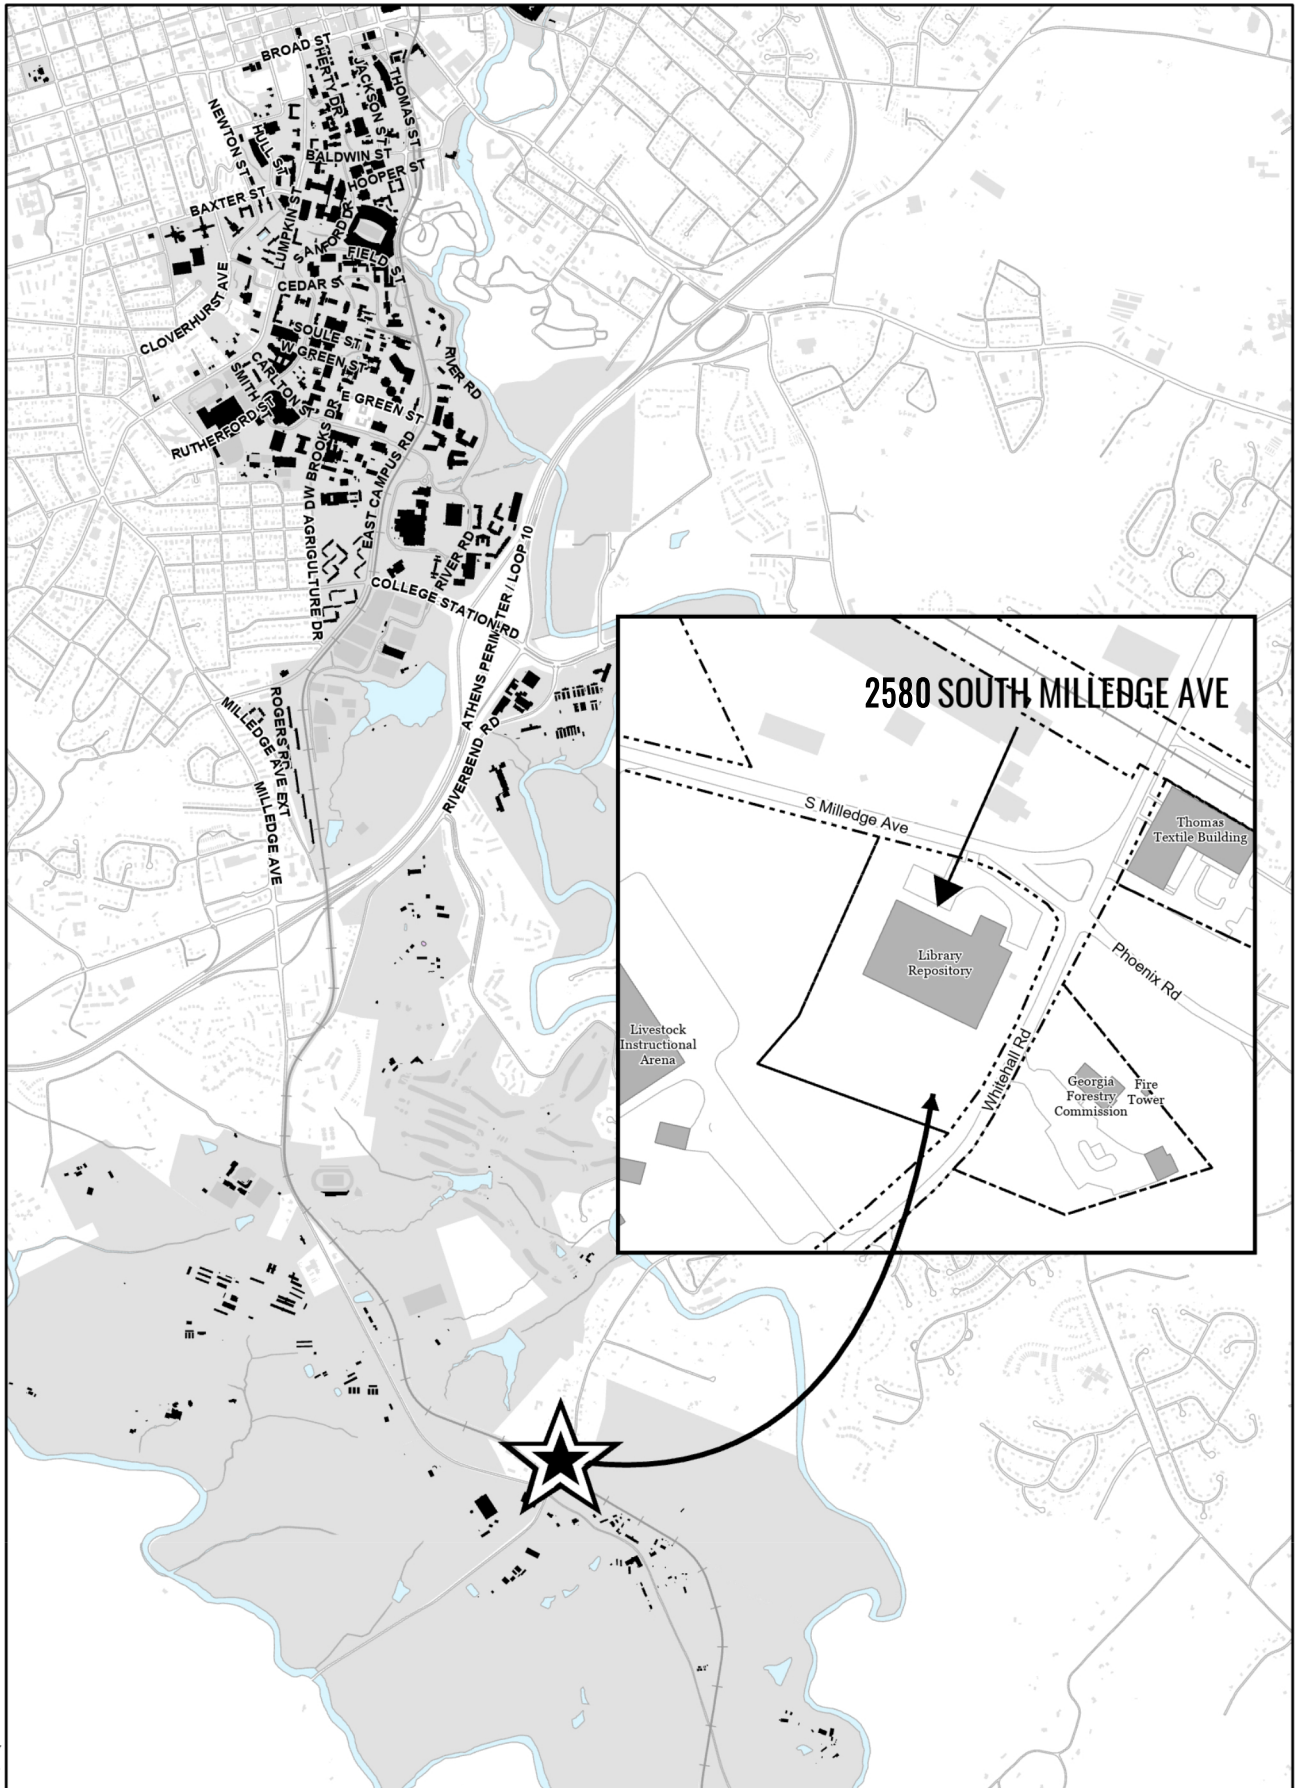 BROAD ST
HERTY DR
JACKSON ST
THOMAS ST
NEWTON ST
HULL ST
BALDWIN ST
HOOPER ST
BAXTER ST
LUMPKIN ST
SANFORD DR
FIELD ST
CEDAR ST
CLOVERHURST AVE
SOULE ST
W GREEN ST
RIVER RD
CARLTON ST
SMITH ST
E GREEN ST
RUTHERFORD ST
DW BROOKS DR
EAST CAMPUS RD
AGRIGULTURE DR
RIVER RD
COLLEGE STATION RD
ATHENS PERIMETER / LOOP 10
ROGERS RD
MILLEDGE AVE EXT
MILLEDGE AVE
RIVERBEND RD
2580 SOUTH MILLEDGE AVE
S Milledge Ave
Thomas
Textile Building
Library
Repository
Phoenix Rd
Livestock
Instructional
Arena
Whitehall Rd
Georgia
Forestry
Commission
Fire
Tower